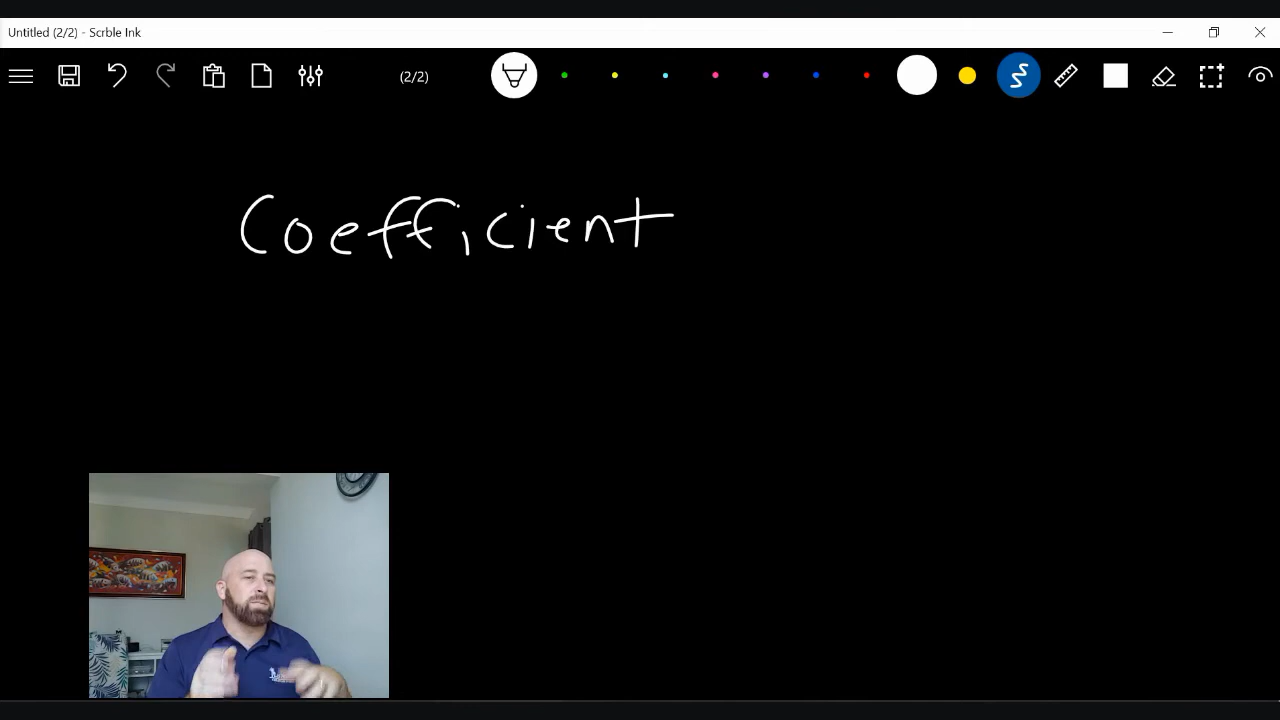 Untitled (2/2) - Scrble Ink
(2/2)
Coefficient